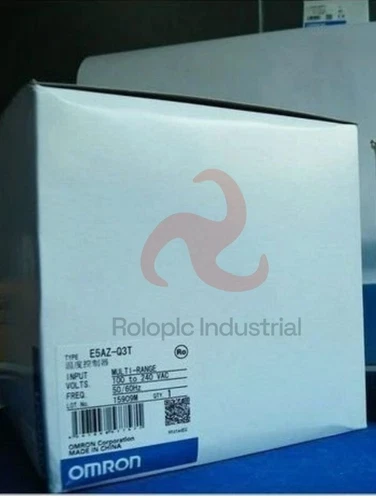 Rolopic Industrial
TYPE E5AZ-Q3T
温度控制器
Ro
INPUT MULTI-RANGE
VOLTS. 100 to 240 VAC
FREQ. 50/60Hz
LOT No. 15909M QTY. 1
OMRON Corporation
MADE IN CHINA
OMRON